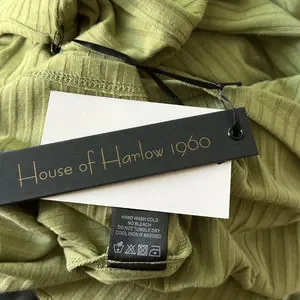 House of Harlow 1960
HAND WASH COLD
NO BLEACH
DO NOT TUMBLE DRY
COOL IRON IF NEEDED